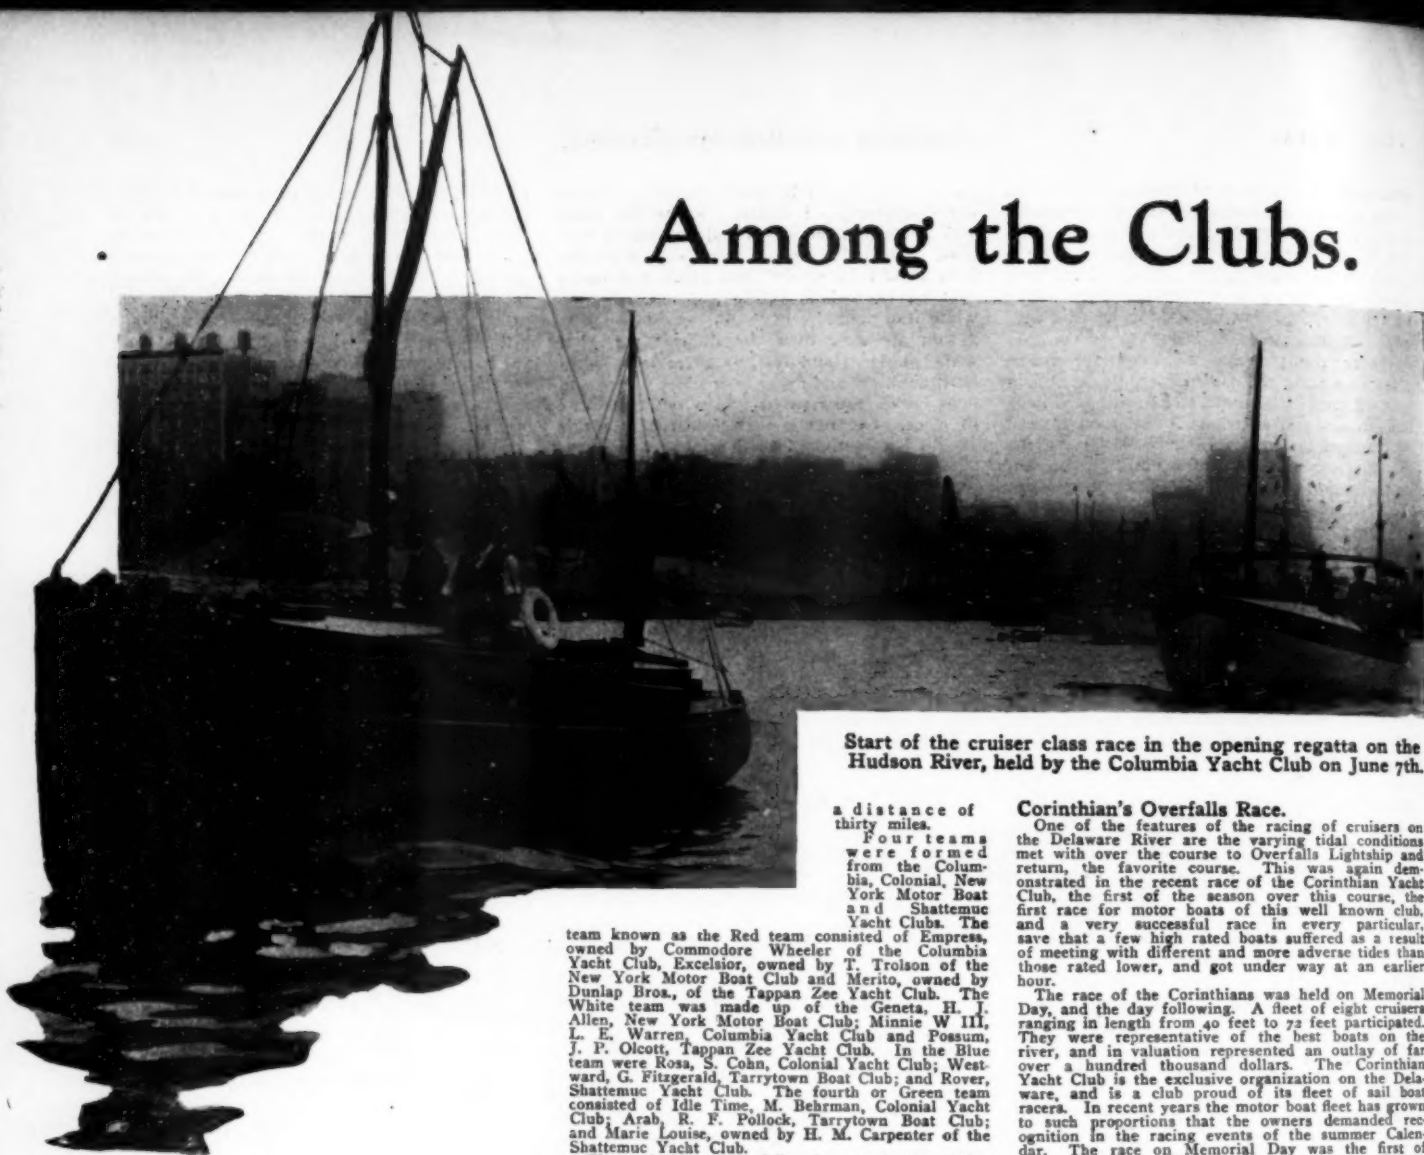 Among the Clubs.
Start of the cruiser class race in the opening regatta on the
Hudson River, held by the Columbia Yacht Club on June 7th.
a distance of
thirty miles.
Four teams
were formed
from the Colum-
bia, Colonial, New
York Motor Boat
and Shattemuc
Yacht Clubs. The
team known as the Red team consisted of Empress,
owned by Commodore Wheeler of the Columbia
Yacht Club, Excelsior, owned by T. Trolson of the
New York Motor Boat Club and Merito, owned by
Dunlap Bros., of the Tappan Zee Yacht Club. The
White team was made up of the Geneta, H. J.
Allen, New York Motor Boat Club; Minnie W III,
L. E. Warren, Columbia Yacht Club and Possum,
J. P. Olcott, Tappan Zee Yacht Club. In the Blue
team were Rosa, S. Cohn, Colonial Yacht Club; West-
ward, G. Fitzgerald, Tarrytown Boat Club; and Rover,
Shattemuc Yacht Club. The fourth or Green team
consisted of Idle Time, M. Behrman, Colonial Yacht
Club; Arab, R. F. Pollock, Tarrytown Boat Club;
and Marie Louise, owned by H. M. Carpenter of the
Shattemuc Yacht Club.
Corinthian's Overfalls Race.
One of the features of the racing of cruisers on
the Delaware River are the varying tidal conditions
met with over the course to Overfalls Lightship and
return, the favorite course. This was again dem-
onstrated in the recent race of the Corinthian Yacht
Club, the first of the season over this course, the
first race for motor boats of this well known club,
and a very successful race in every particular,
save that a few high rated boats suffered as a result
of meeting with different and more adverse tides than
those rated lower, and got under way at an earlier
hour.
The race of the Corinthians was held on Memorial
Day, and the day following. A fleet of eight cruisers
ranging in length from 40 feet to 72 feet participated.
They were representative of the best boats on the
river, and in valuation represented an outlay of far
over a hundred thousand dollars. The Corinthian
Yacht Club is the exclusive organization on the Dela-
ware, and is a club proud of its fleet of sail boat
racers. In recent years the motor boat fleet has grown
to such proportions that the owners demanded rec-
ognition in the racing events of the summer Calen-
dar. The race on Memorial Day was the first of